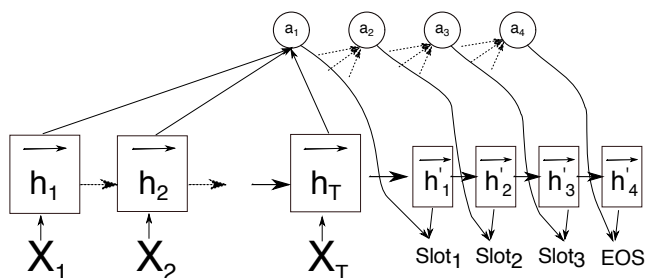 a1 a2 a3 a4
h1 h2 hT h'1 h'2 h'3 h'4
X1 X2 XT Slot1 Slot2 Slot3 EOS